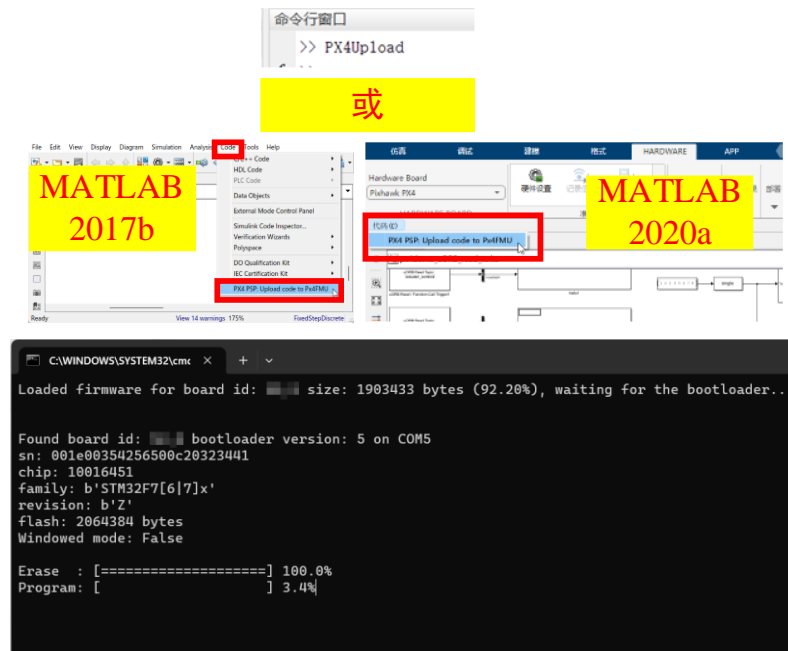 命令行窗口
>> PX4Upload
或
File Edit View Display Diagram Simulation Analysis Code Tools Help
C/C++ Code
HDL Code
PLC Code
Data Objects
External Mode Control Panel
Simulink Code Inspector...
Verification Wizards
Polyspace
DO Qualification Kit
IEC Certification Kit
PX4 PSP: Upload code to Px4FMU
Ready View 14 warnings 175% FixedStepDiscrete
MATLAB
2017b
仿真 调试 建模 格式 HARDWARE APP
Hardware Board
Pixhawk PX4
硬件设置
代码(C)
PX4 PSP: Upload code to Px4FMU
MATLAB
2020a
single
C:\WINDOWS\SYSTEM32\cmc × +
Loaded firmware for board id: size: 1903433 bytes (92.20%), waiting for the bootloader..
Found board id: bootloader version: 5 on COM5
sn: 001e00354256500c20323441
chip: 10016451
family: b'STM32F7[6|7]x'
revision: b'Z'
flash: 2064384 bytes
Windowed mode: False
Erase : [====================] 100.0%
Program: [ ] 3.4%